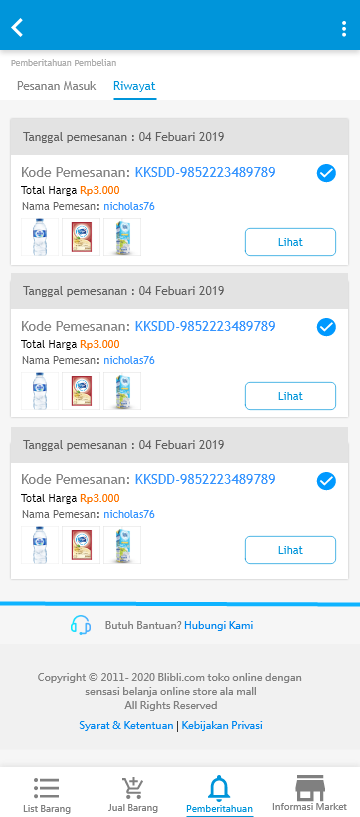 Pemberitahuan Pembelian
Pesanan Masuk
Riwayat
Tanggal pemesanan : 04 Febuari 2019
Kode Pemesanan: KKSDD-9852223489789
Total Harga Rp3.000
Nama Pemesan: nicholas76
Lihat
Tanggal pemesanan : 04 Febuari 2019
Kode Pemesanan: KKSDD-9852223489789
Total Harga Rp3.000
Nama Pemesan: nicholas76
Lihat
Tanggal pemesanan : 04 Febuari 2019
Kode Pemesanan: KKSDD-9852223489789
Total Harga Rp3.000
Nama Pemesan: nicholas76
Lihat
Butuh Bantuan? Hubungi Kami
Copyright © 2011- 2020 Blibli.com toko online dengan
sensasi belanja online store ala mall
All Rights Reserved
Syarat & Ketentuan | Kebijakan Privasi
List Barang
Jual Barang
Pemberitahuan
Informasi Market